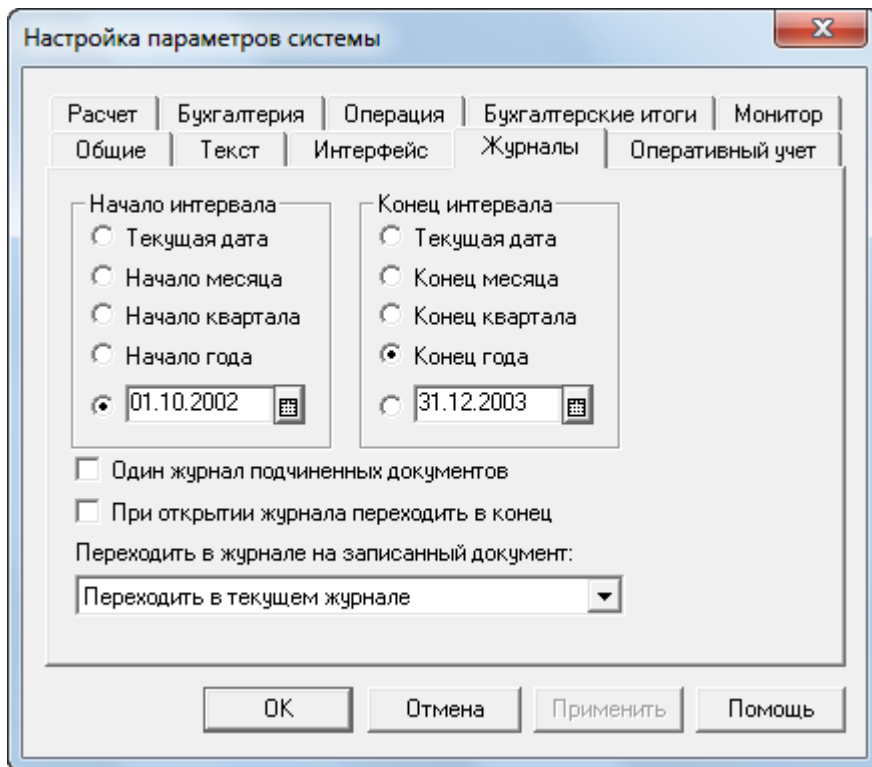 Настройка параметров системы
Расчет Бухгалтерия Операция Бухгалтерские итоги Монитор
Общие Текст Интерфейс Журналы Оперативный учет
Начало интервала Конец интервала
Текущая дата Текущая дата
Начало месяца Конец месяца
Начало квартала Конец квартала
Начало года Конец года
01.10.2002 31.12.2003
Один журнал подчиненных документов
При открытии журнала переходить в конец
Переходить в журнале на записанный документ:
Переходить в текущем журнале
OK Отмена Применить Помощь